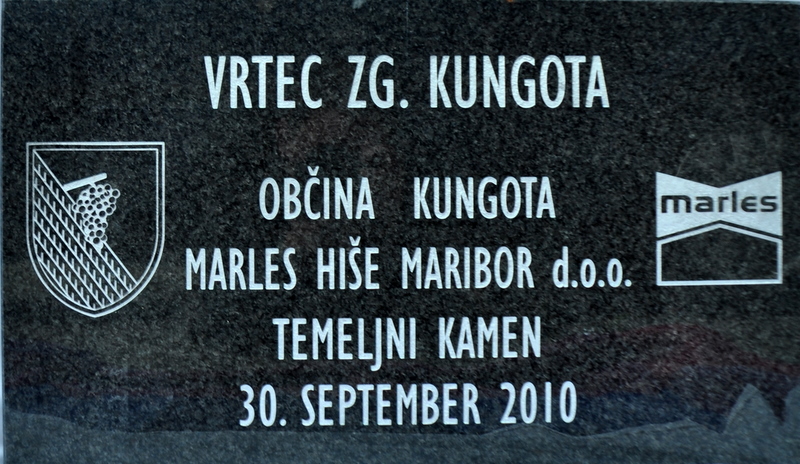 VRTEC ZG. KUNGOTA
OBČINA KUNGOTA
marles
MARLES HIŠE MARIBOR d.o.o.
TEMELJNI KAMEN
30. SEPTEMBER 2010